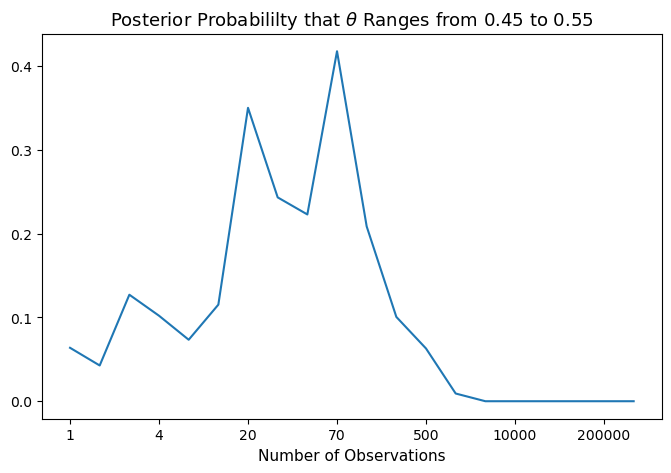 Posterior Probabililty that θ Ranges from 0.45 to 0.55
0.4
0.3
0.2
0.1
0.0
1 4 20 70 500 10000 200000
Number of Observations